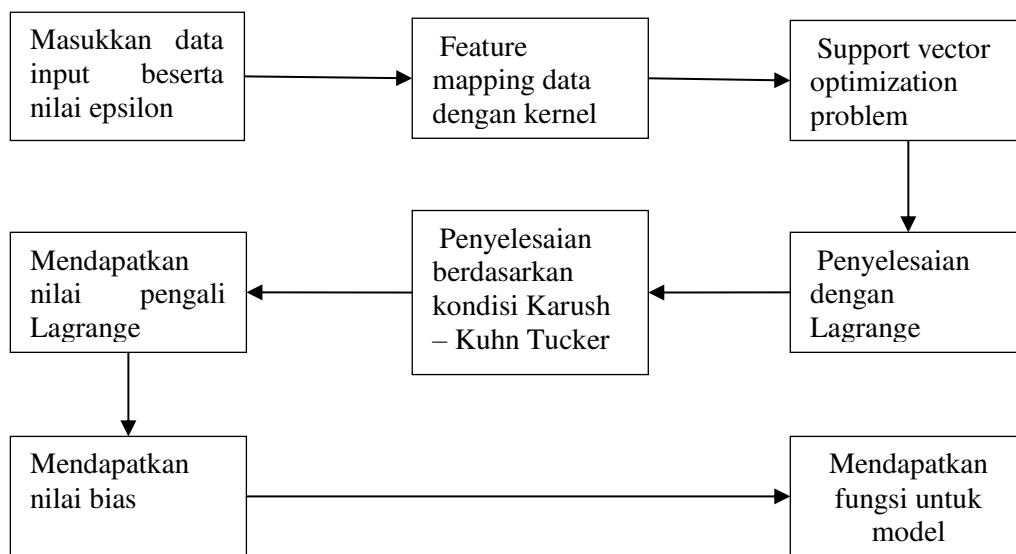 Masukkan data
input beserta
nilai epsilon
Feature
mapping data
dengan kernel
Support vector
optimization
problem
Penyelesaian
dengan
Lagrange
Penyelesaian
berdasarkan
kondisi Karush
– Kuhn Tucker
Mendapatkan
nilai pengali
Lagrange
Mendapatkan
nilai bias
Mendapatkan
fungsi untuk
model